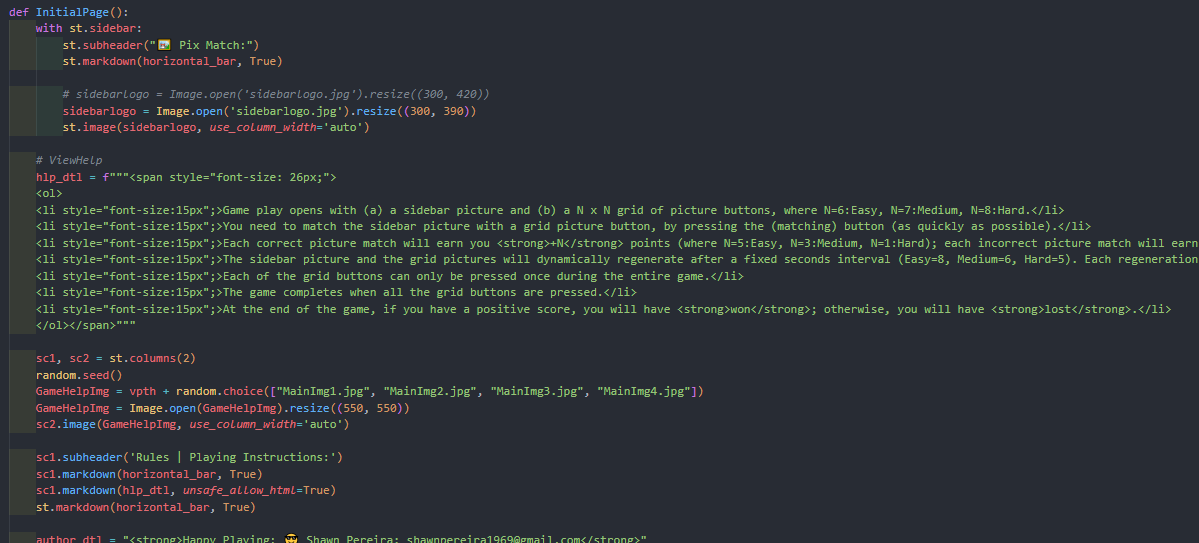 def InitialPage():
    with st.sidebar:
        st.subheader("🖼️ Pix Match:")
        st.markdown(horizontal_bar, True)

        # sidebarlogo = Image.open('sidebarlogo.jpg').resize((300, 420))
        sidebarlogo = Image.open('sidebarlogo.jpg').resize((300, 390))
        st.image(sidebarlogo, use_column_width='auto')

    # ViewHelp
    hlp_dtl = f"""<span style="font-size: 26px;">
    <ol>
    <li style="font-size:15px";>Game play opens with (a) a sidebar picture and (b) a N x N grid of picture buttons, where N=6:Easy, N=7:Medium, N=8:Hard.</li>
    <li style="font-size:15px";>You need to match the sidebar picture with a grid picture button, by pressing the (matching) button (as quickly as possible).</li>
    <li style="font-size:15px";>Each correct picture match will earn you <strong>+N</strong> points (where N=5:Easy, N=3:Medium, N=1:Hard); each incorrect picture match will earn
    <li style="font-size:15px";>The sidebar picture and the grid pictures will dynamically regenerate after a fixed seconds interval (Easy=8, Medium=6, Hard=5). Each regeneration
    <li style="font-size:15px";>Each of the grid buttons can only be pressed once during the entire game.</li>
    <li style="font-size:15px";>The game completes when all the grid buttons are pressed.</li>
    <li style="font-size:15px";>At the end of the game, if you have a positive score, you will have <strong>won</strong>; otherwise, you will have <strong>lost</strong>.</li>
    </ol></span>"""

    sc1, sc2 = st.columns(2)
    random.seed()
    GameHelpImg = vpth + random.choice(["MainImg1.jpg", "MainImg2.jpg", "MainImg3.jpg", "MainImg4.jpg"])
    GameHelpImg = Image.open(GameHelpImg).resize((550, 550))
    sc2.image(GameHelpImg, use_column_width='auto')

    sc1.subheader('Rules | Playing Instructions:')
    sc1.markdown(horizontal_bar, True)
    sc1.markdown(hlp_dtl, unsafe_allow_html=True)
    st.markdown(horizontal_bar, True)

    author_dtl = "<strong>Happy Playing: 😎 Shawn Pereira: shawnpereira1969@gmail.com</strong>"